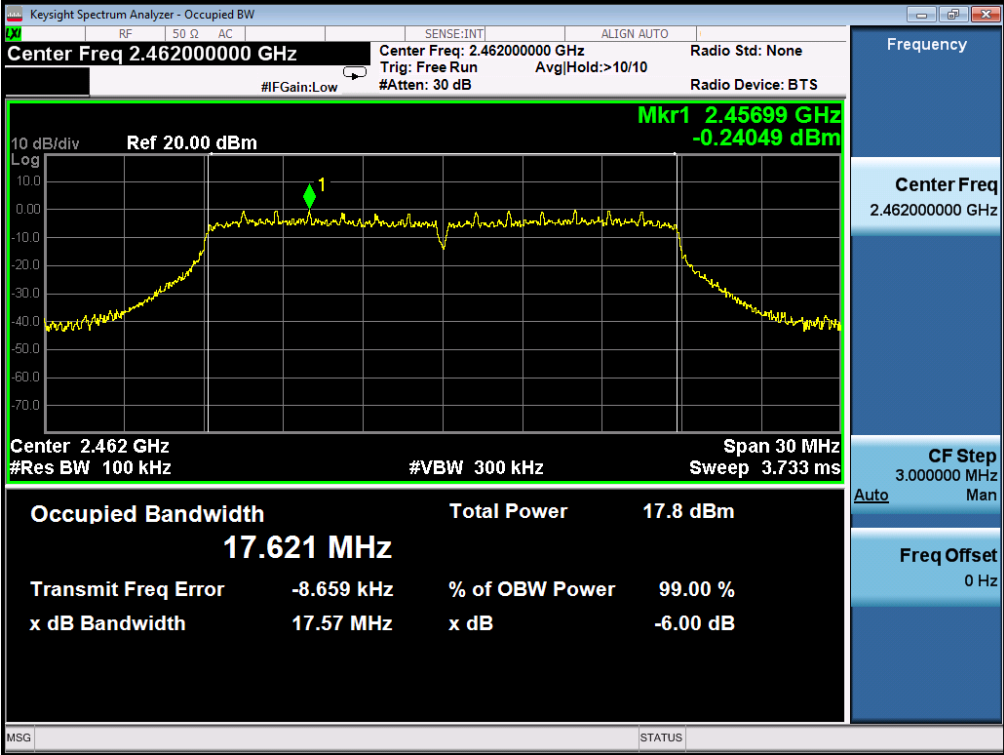 Keysight Spectrum Analyzer - Occupied BW
LXI RF 50 Ω AC SENSE:INT ALIGN AUTO
Center Freq 2.462000000 GHz
Center Freq: 2.462000000 GHz Radio Std: None
Trig: Free Run Avg|Hold:>10/10
#IFGain:Low #Atten: 30 dB Radio Device: BTS
Mkr1 2.45699 GHz
-0.24049 dBm
10 dB/div Ref 20.00 dBm
Log
10.0
0.00
-10.0
-20.0
-30.0
-40.0
-50.0
-60.0
-70.0
1
Center 2.462 GHz Span 30 MHz
#Res BW 100 kHz #VBW 300 kHz Sweep 3.733 ms
Occupied Bandwidth Total Power 17.8 dBm
17.621 MHz
Transmit Freq Error -8.659 kHz % of OBW Power 99.00 %
x dB Bandwidth 17.57 MHz x dB -6.00 dB
Frequency
Center Freq
2.462000000 GHz
CF Step
3.000000 MHz
Auto Man
Freq Offset
0 Hz
MSG STATUS